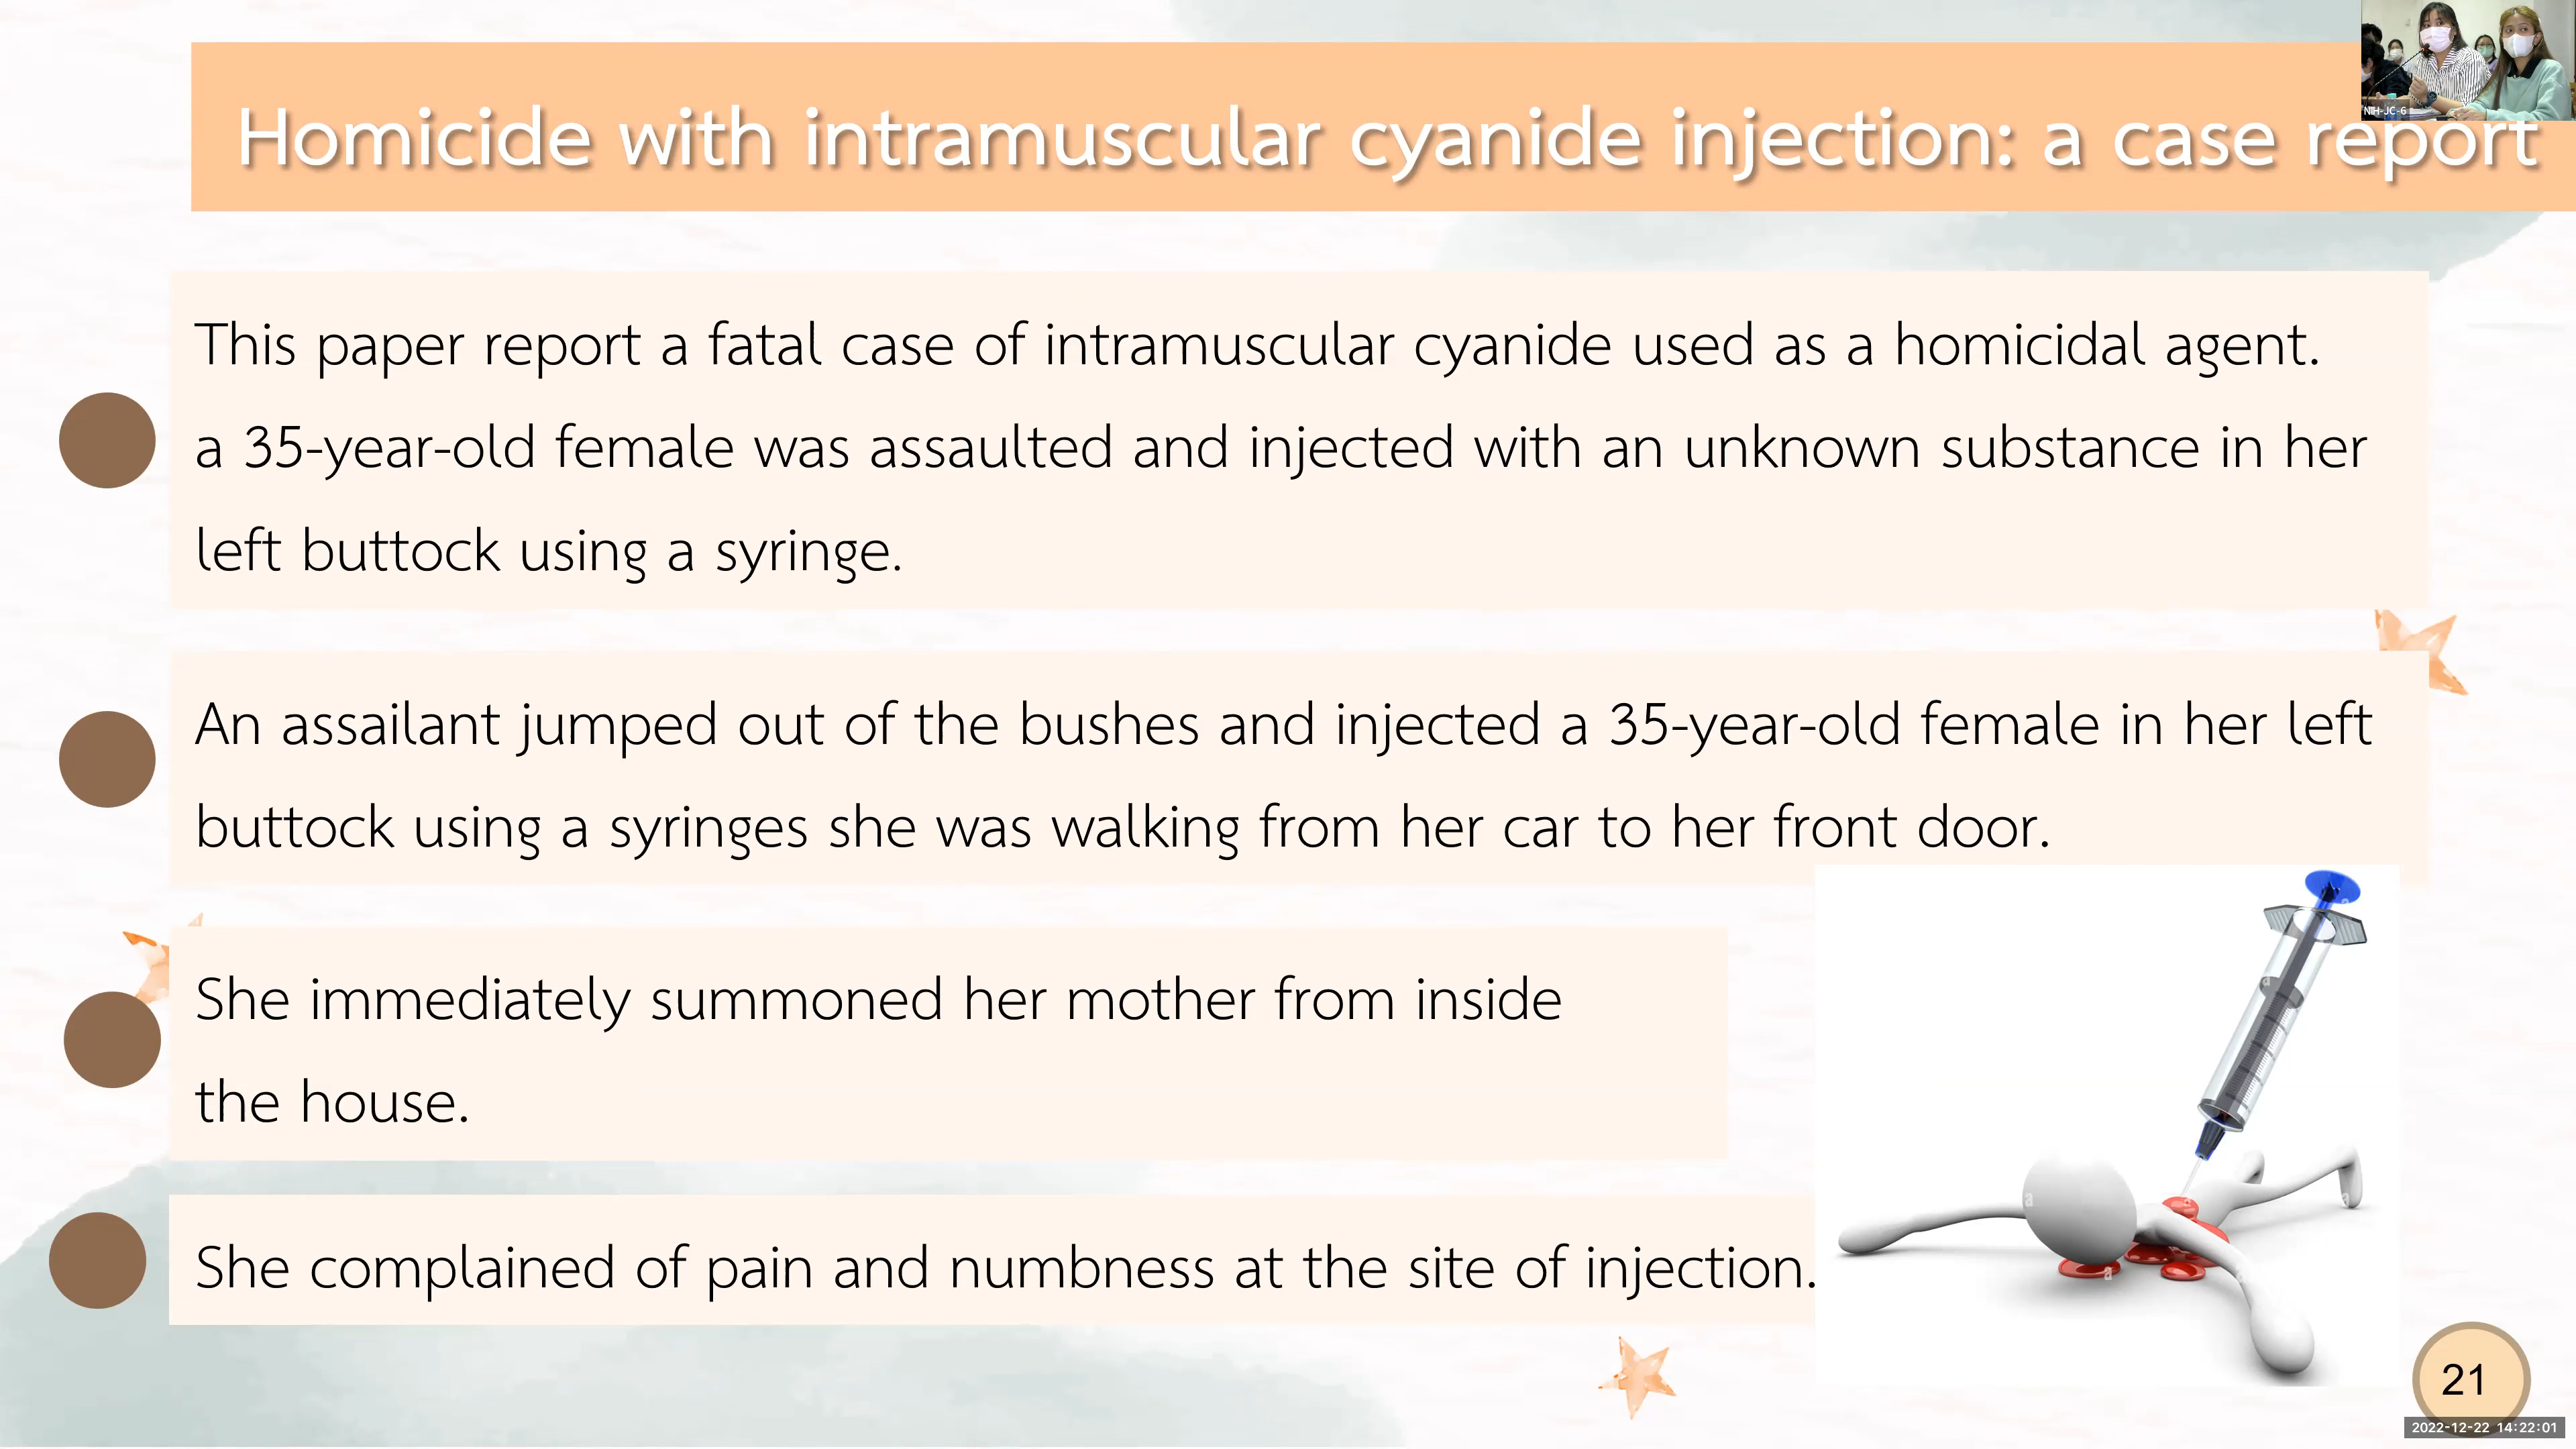 NIH-JC-6
Homicide with intramuscular cyanide injection: a case report
This paper report a fatal case of intramuscular cyanide used as a homicidal agent.
a 35-year-old female was assaulted and injected with an unknown substance in her
left buttock using a syringe.
An assailant jumped out of the bushes and injected a 35-year-old female in her left
buttock using a syringes she was walking from her car to her front door.
She immediately summoned her mother from inside
the house.
She complained of pain and numbness at the site of injection.
a
a
a
a
a
21
2022-12-22 14:22:01